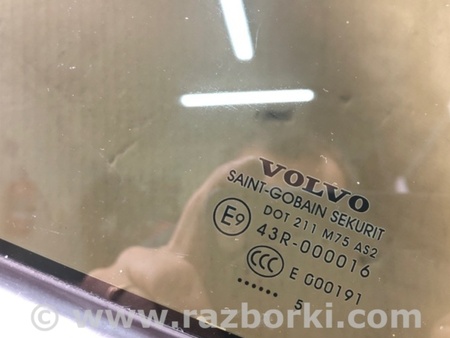 VOLVO
SAINT-GOBAIN SEKURIT
DOT 211 M75 AS2
E9 43R-000016
CCC E 000191
...... 5
© www.razborki.com